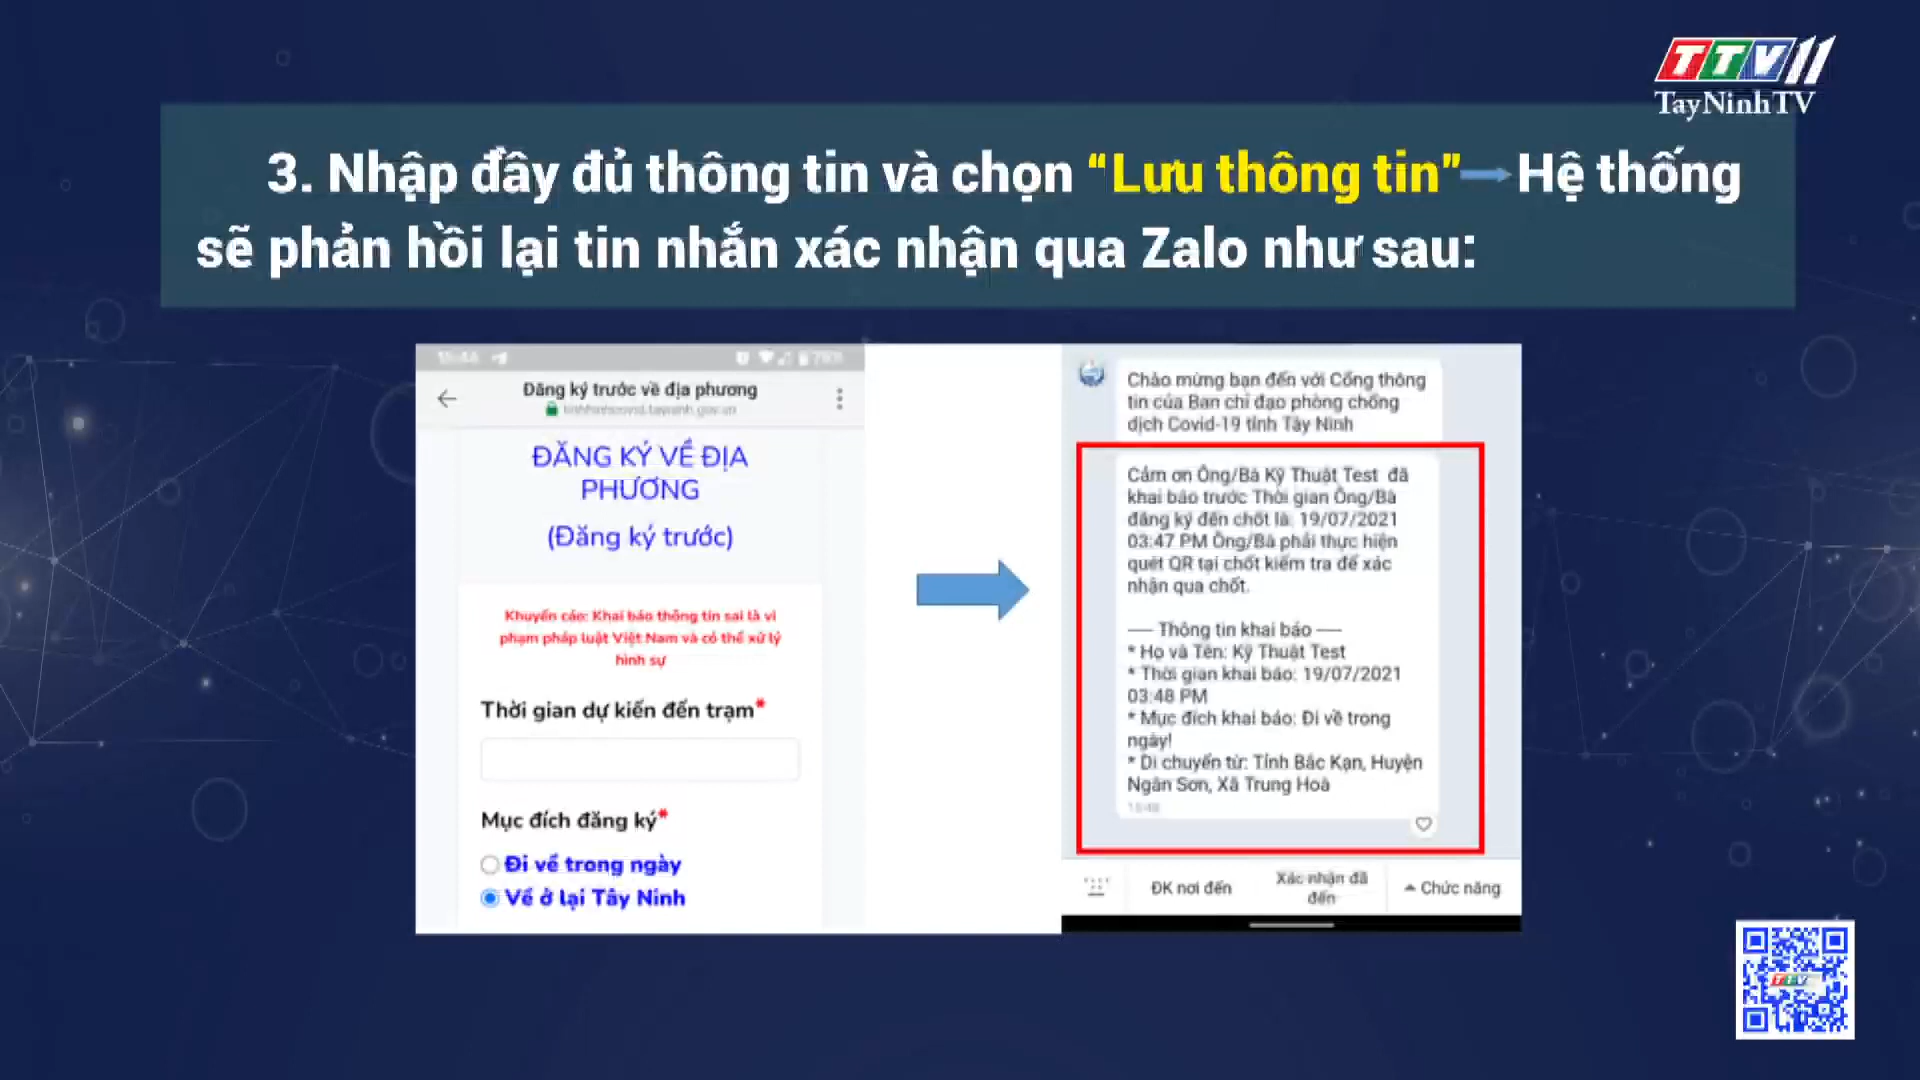 TTV11
TayNinhTV
3. Nhập đầy đủ thông tin và chọn “Lưu thông tin” Hệ thống
sẽ phản hồi lại tin nhắn xác nhận qua Zalo như sau:
Đăng ký trước về địa phương
ĐĂNG KÝ VỀ ĐỊA
PHƯƠNG
(Đăng ký trước)
Khuyến cáo: Khai báo thông tin sai là vi
phạm pháp luật Việt Nam và có thể xử lý
hình sự
Thời gian dự kiến đến trạm*
Mục đích đăng ký*
Đi về trong ngày
Về ở lại Tây Ninh
Chào mừng bạn đến với Cổng thông
tin của Ban chỉ đạo phòng chống
dịch Covid-19 tỉnh Tây Ninh
Cảm ơn Ông/Bà Kỹ Thuật Test đã
khai báo trước Thời gian Ông/Bà
đăng ký đến chốt là: 19/07/2021
03:47 PM Ông/Bà phải thực hiện
quét QR tại chốt kiểm tra để xác
nhận qua chốt.
---- Thông tin khai báo ----
* Họ và Tên: Kỹ Thuật Test
* Thời gian khai báo: 19/07/2021
03:48 PM
* Mục đích khai báo: Đi về trong
ngày!
* Di chuyển từ: Tỉnh Bắc Kạn, Huyện
Ngân Sơn, Xã Trung Hoà
15:48
ĐK nơi đến
Xác nhận đã
đến
Chức năng
TTV